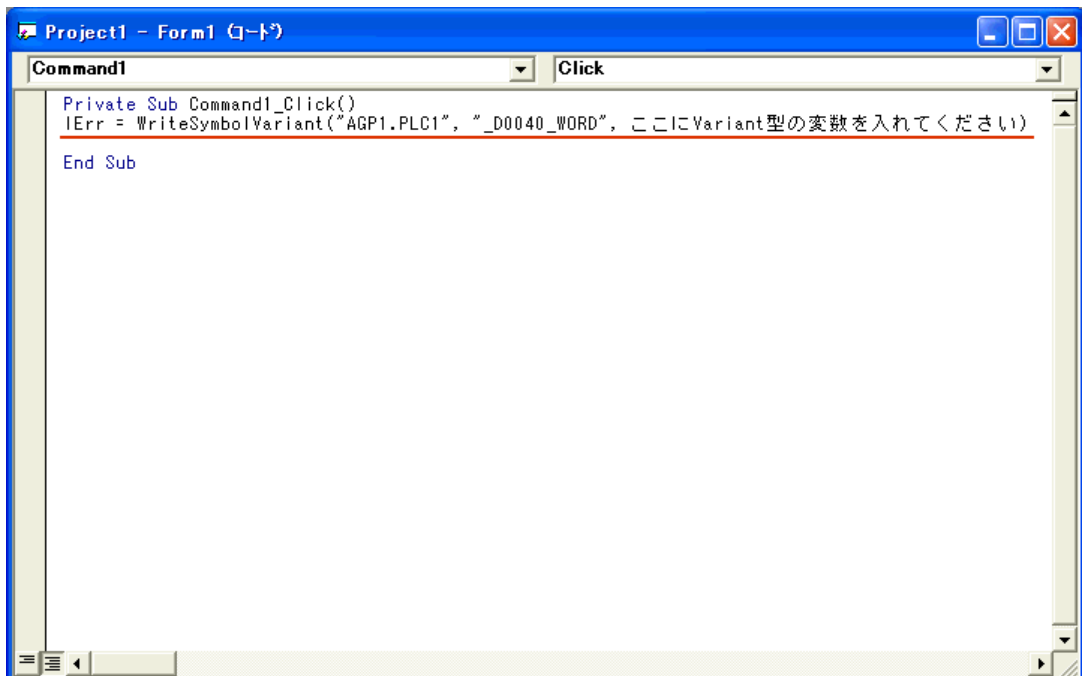 Project1 - Form1 (コード)
Command1 Click
Private Sub Command1_Click()
lErr = WriteSymbolVariant("AGP1.PLC1", "_D0040_WORD", ここにVariant型の変数を入れてください)
End Sub